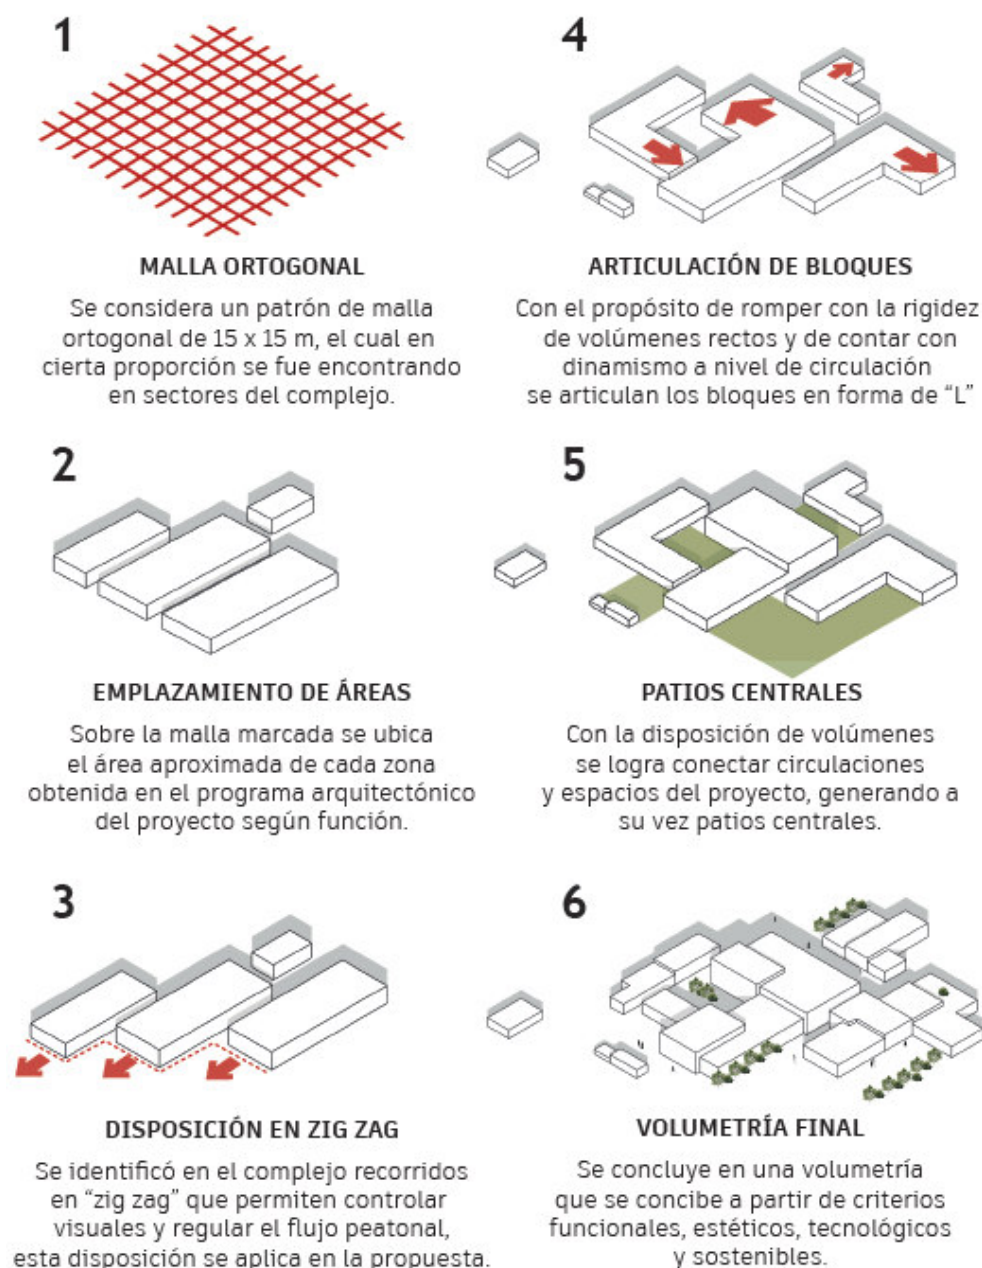 1
MALLA ORTOGONAL
Se considera un patrón de malla
ortogonal de 15 x 15 m, el cual en
cierta proporción se fue encontrando
en sectores del complejo.
2
EMPLAZAMIENTO DE ÁREAS
Sobre la malla marcada se ubica
el área aproximada de cada zona
obtenida en el programa arquitectónico
del proyecto según función.
3
DISPOSICIÓN EN ZIG ZAG
Se identificó en el complejo recorridos
en “zig zag” que permiten controlar
visuales y regular el flujo peatonal,
esta disposición se aplica en la propuesta.
4
ARTICULACIÓN DE BLOQUES
Con el propósito de romper con la rigidez
de volúmenes rectos y de contar con
dinamismo a nivel de circulación
se articulan los bloques en forma de “L”
5
PATIOS CENTRALES
Con la disposición de volúmenes
se logra conectar circulaciones
y espacios del proyecto, generando a
su vez patios centrales.
6
VOLUMETRÍA FINAL
Se concluye en una volumetría
que se concibe a partir de criterios
funcionales, estéticos, tecnológicos
y sostenibles.